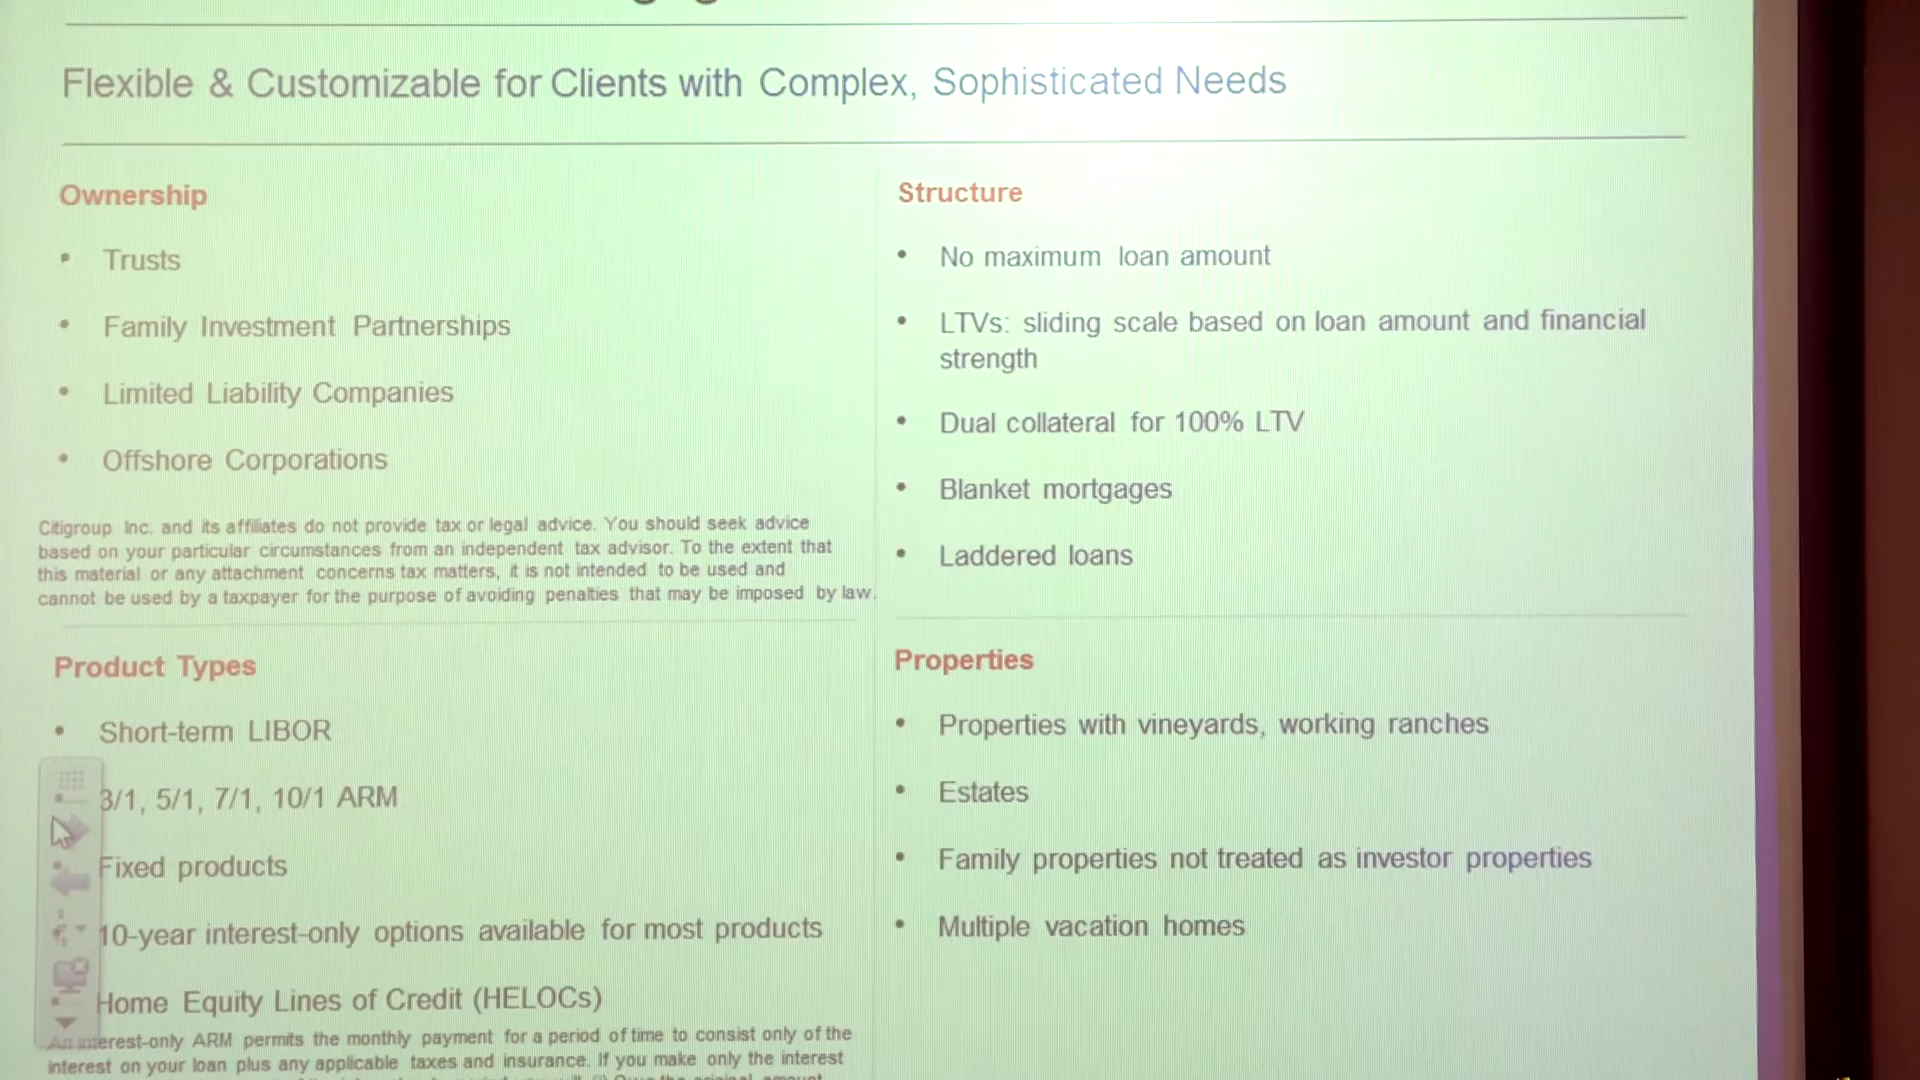 Flexible & Customizable for Clients with Complex, Sophisticated Needs
Ownership
• Trusts
• Family Investment Partnerships
• Limited Liability Companies
• Offshore Corporations
Citigroup Inc. and its affiliates do not provide tax or legal advice. You should seek advice
based on your particular circumstances from an independent tax advisor. To the extent that
this material or any attachment concerns tax matters, it is not intended to be used and
cannot be used by a taxpayer for the purpose of avoiding penalties that may be imposed by law.
Structure
• No maximum loan amount
• LTVs: sliding scale based on loan amount and financial
strength
• Dual collateral for 100% LTV
• Blanket mortgages
• Laddered loans
Product Types
• Short-term LIBOR
• 3/1, 5/1, 7/1, 10/1 ARM
• Fixed products
• 10-year interest-only options available for most products
• Home Equity Lines of Credit (HELOCs)
An interest-only ARM permits the monthly payment for a period of time to consist only of the
interest on your loan plus any applicable taxes and insurance. If you make only the interest
Properties
• Properties with vineyards, working ranches
• Estates
• Family properties not treated as investor properties
• Multiple vacation homes